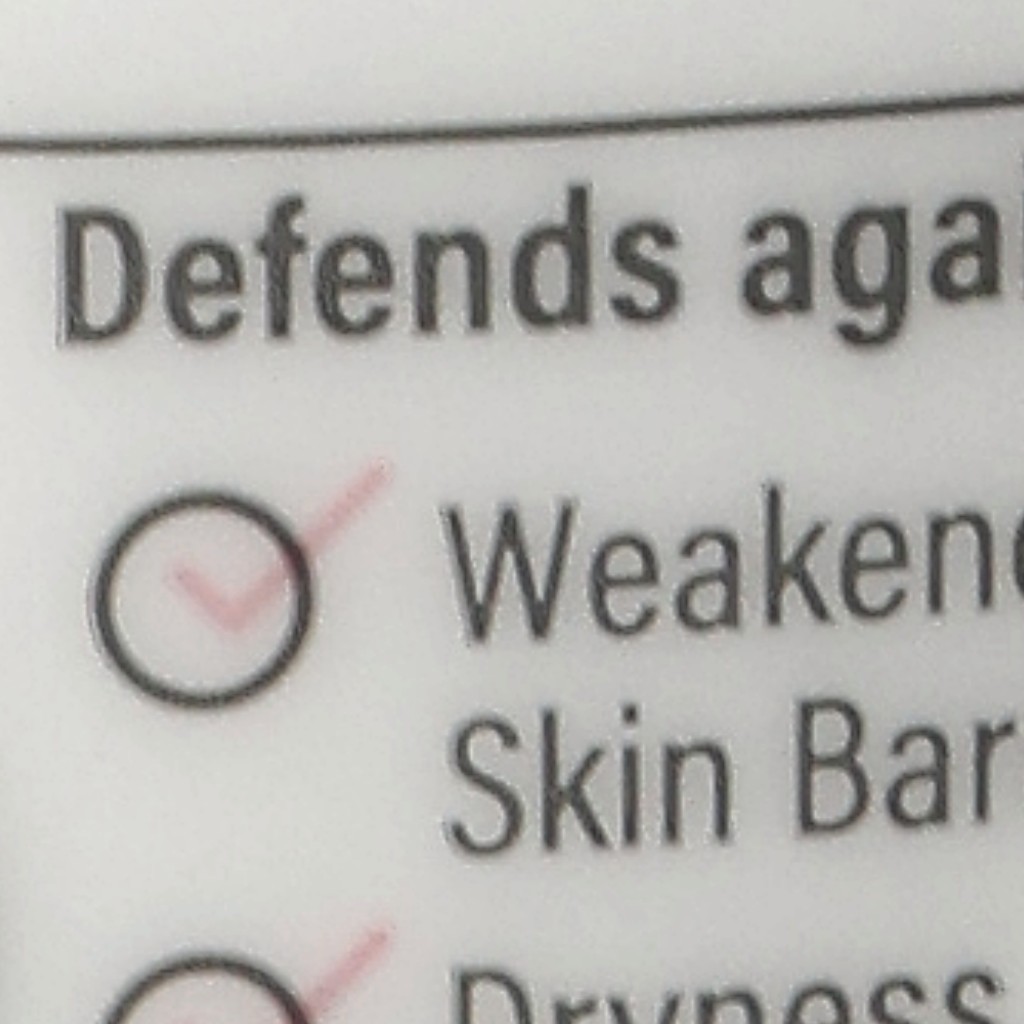 Defends aga
Weaken
Skin Bar
Dryness